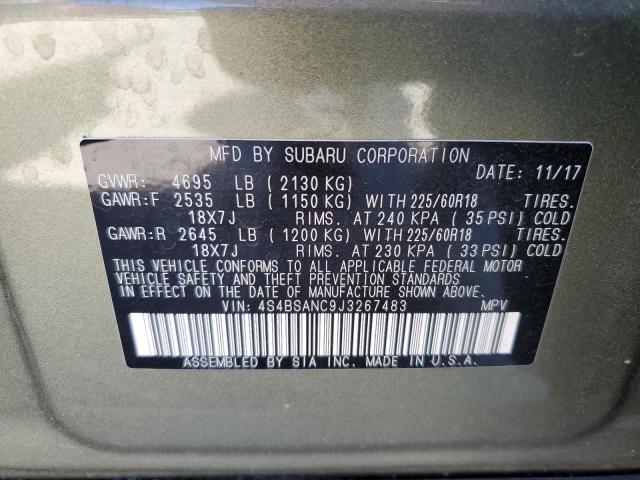 MFD BY SUBARU CORPORATION
GVWR: 4695 LB ( 2130 KG) DATE: 11/17
GAWR:F 2535 LB ( 1150 KG) WITH 225/60R18 TIRES.
18X7J RIMS. AT 240 KPA ( 35 PSI) COLD
GAWR:R 2645 LB ( 1200 KG) WITH 225/60R18 TIRES.
18X7J RIMS. AT 230 KPA ( 33 PSI) COLD
THIS VEHICLE CONFORMS TO ALL APPLICABLE FEDERAL MOTOR
VEHICLE SAFETY AND THEFT PREVENTION STANDARDS
IN EFFECT ON THE DATE OF MANUFACTURE SHOWN ABOVE.
VIN: 4S4BSANC9J3267483 MPV
ASSEMBLED BY SIA INC. MADE IN U.S.A.